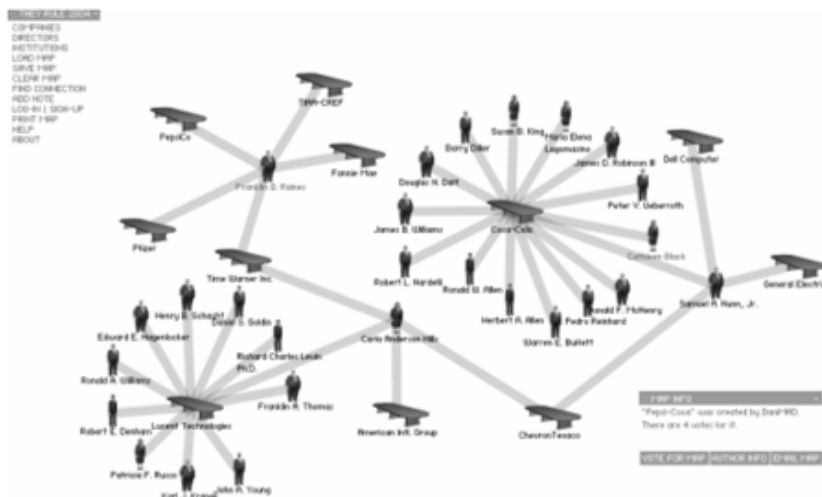 THEY RULE 2004
COMPANIES
DIRECTORS
INSTITUTIONS
LOAD MAP
SAVE MAP
CLEAR MAP
FIND CONNECTION
ADD NOTE
LOG-IN | SIGN-UP
PRINT MAP
HELP
ABOUT
TIAA-CREF
PepsiCo
Franklin D. Raines
Fannie Mae
Pfizer
Time Warner Inc.
Susan B. King
Maria Elena
Lagomasino
Barry Diller
James D. Robinson III
Dell Computer
Douglas N. Daft
Peter V. Ueberroth
James B. Williams
Coca-Cola
Cathleen Black
Robert L. Nardelli
Ronald W. Allen
General Electric
Samuel A. Nunn, Jr.
Donald F. McHenry
Pedro Reinhard
Herbert A. Allen
Warren E. Buffett
Henry B. Schacht
Daniel S. Goldin
Edward E. Hagenlocker
Carla Anderson Hills
Richard Charles Levin
Ph.D.
Ronald A. Williams
Franklin A. Thomas
Robert E. Denham
Lucent Technologies
American Intl. Group
ChevronTexaco
Patricia F. Russo
Karl J. Krapek
John A. Young
MAP INFO
"Pepsi-Coca" was created by
There are 4 votes for it.
VOTE FOR MAP
AUTHOR INFO
EMAIL MAP